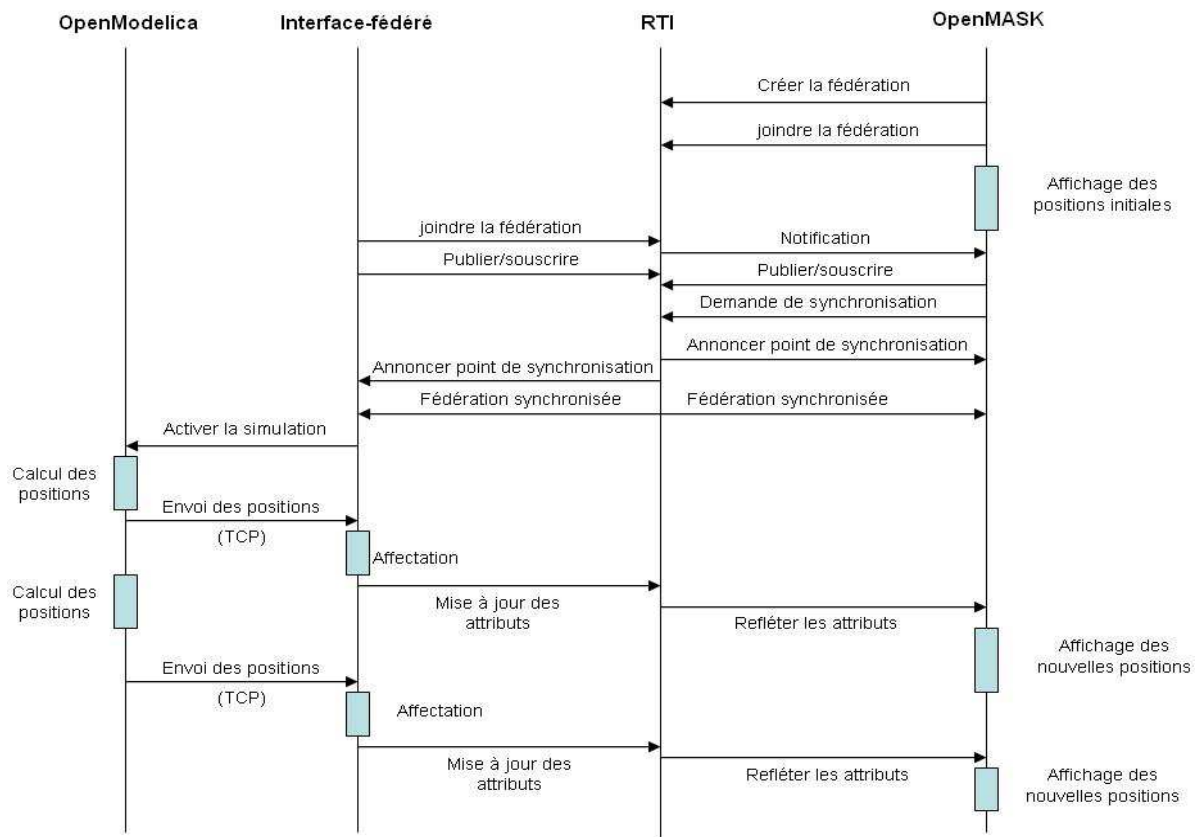 OpenModelica
Interface-fédéré
RTI
OpenMASK
Créer la fédération
joindre la fédération
Affichage des
positions initiales
joindre la fédération
Notification
Publier/souscrire
Publier/souscrire
Demande de synchronisation
Annoncer point de synchronisation
Annoncer point de synchronisation
Fédération synchronisée
Fédération synchronisée
Activer la simulation
Calcul des
positions
Envoi des positions
(TCP)
Affectation
Calcul des
positions
Mise à jour des
attributs
Refléter les attributs
Affichage des
nouvelles positions
Envoi des positions
(TCP)
Affectation
Mise à jour des
attributs
Refléter les attributs
Affichage des
nouvelles positions